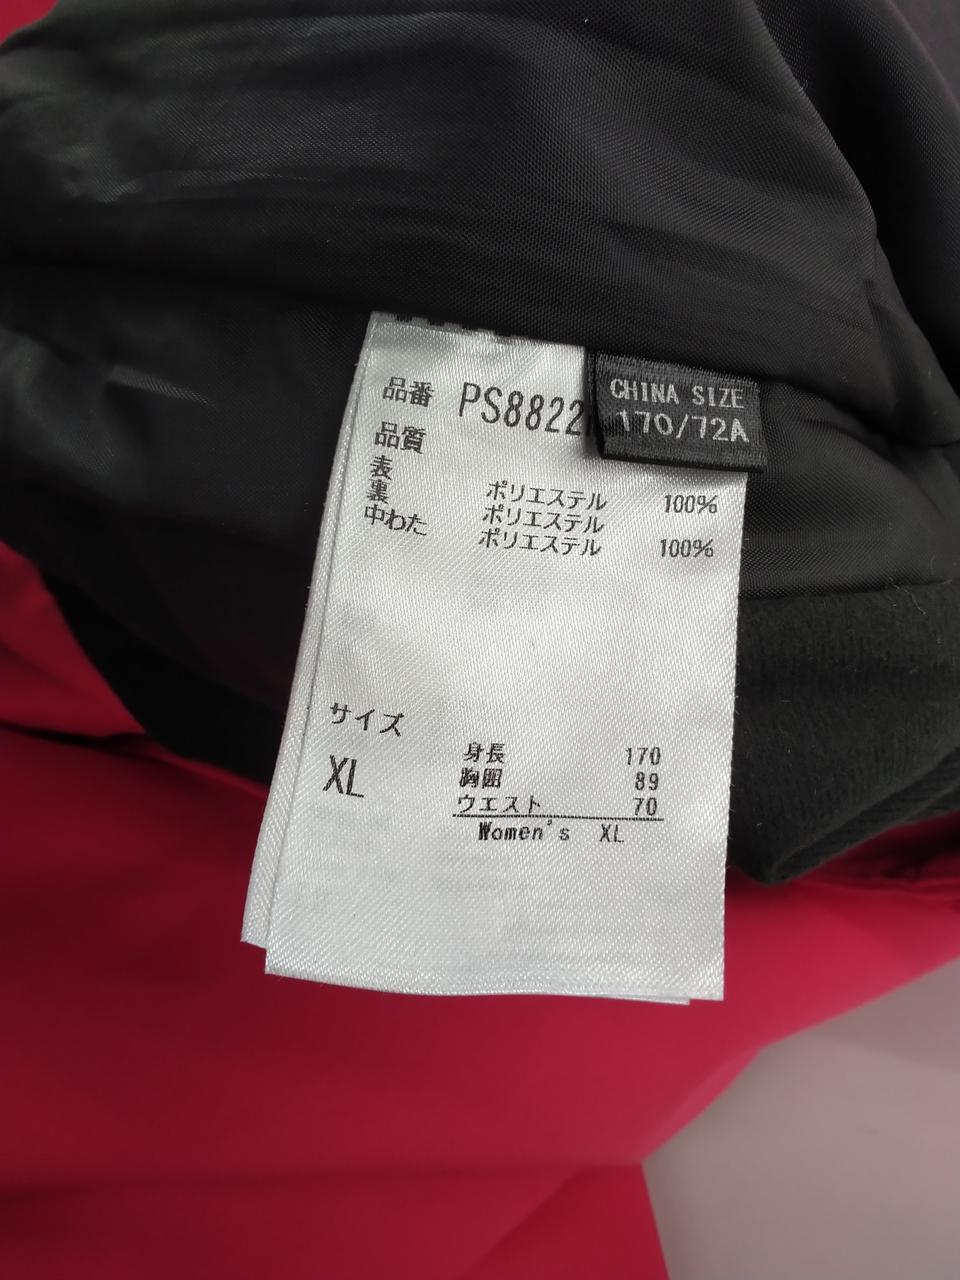 品番 PS8822
CHINA SIZE
170/72A
品質
表 ポリエステル 100%
裏 ポリエステル
中わた ポリエステル 100%
サイズ
XL
身長 170
胸囲 89
ウエスト 70
Women's XL